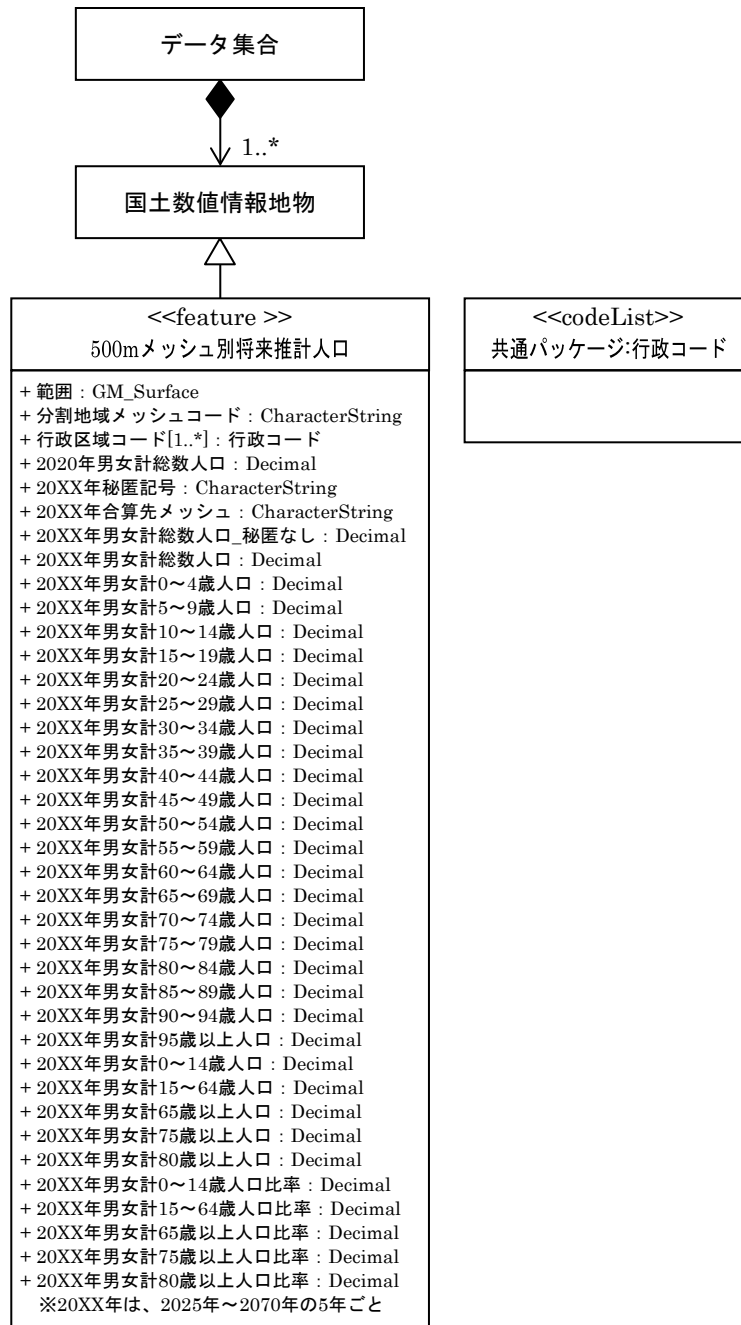 データ集合
1..*
国土数値情報地物
<<feature >>
500mメッシュ別将来推計人口
+ 範囲：GM_Surface
+ 分割地域メッシュコード：CharacterString
+ 行政区域コード[1..*]：行政コード
+ 2020年男女計総数人口：Decimal
+ 20XX年秘匿記号：CharacterString
+ 20XX年合算先メッシュ：CharacterString
+ 20XX年男女計総数人口_秘匿なし：Decimal
+ 20XX年男女計総数人口：Decimal
+ 20XX年男女計0～4歳人口：Decimal
+ 20XX年男女計5～9歳人口：Decimal
+ 20XX年男女計10～14歳人口：Decimal
+ 20XX年男女計15～19歳人口：Decimal
+ 20XX年男女計20～24歳人口：Decimal
+ 20XX年男女計25～29歳人口：Decimal
+ 20XX年男女計30～34歳人口：Decimal
+ 20XX年男女計35～39歳人口：Decimal
+ 20XX年男女計40～44歳人口：Decimal
+ 20XX年男女計45～49歳人口：Decimal
+ 20XX年男女計50～54歳人口：Decimal
+ 20XX年男女計55～59歳人口：Decimal
+ 20XX年男女計60～64歳人口：Decimal
+ 20XX年男女計65～69歳人口：Decimal
+ 20XX年男女計70～74歳人口：Decimal
+ 20XX年男女計75～79歳人口：Decimal
+ 20XX年男女計80～84歳人口：Decimal
+ 20XX年男女計85～89歳人口：Decimal
+ 20XX年男女計90～94歳人口：Decimal
+ 20XX年男女計95歳以上人口：Decimal
+ 20XX年男女計0～14歳人口：Decimal
+ 20XX年男女計15～64歳人口：Decimal
+ 20XX年男女計65歳以上人口：Decimal
+ 20XX年男女計75歳以上人口：Decimal
+ 20XX年男女計80歳以上人口：Decimal
+ 20XX年男女計0～14歳人口比率：Decimal
+ 20XX年男女計15～64歳人口比率：Decimal
+ 20XX年男女計65歳以上人口比率：Decimal
+ 20XX年男女計75歳以上人口比率：Decimal
+ 20XX年男女計80歳以上人口比率：Decimal
※20XX年は、2025年～2070年の5年ごと
<<codeList>>
共通パッケージ:行政コード